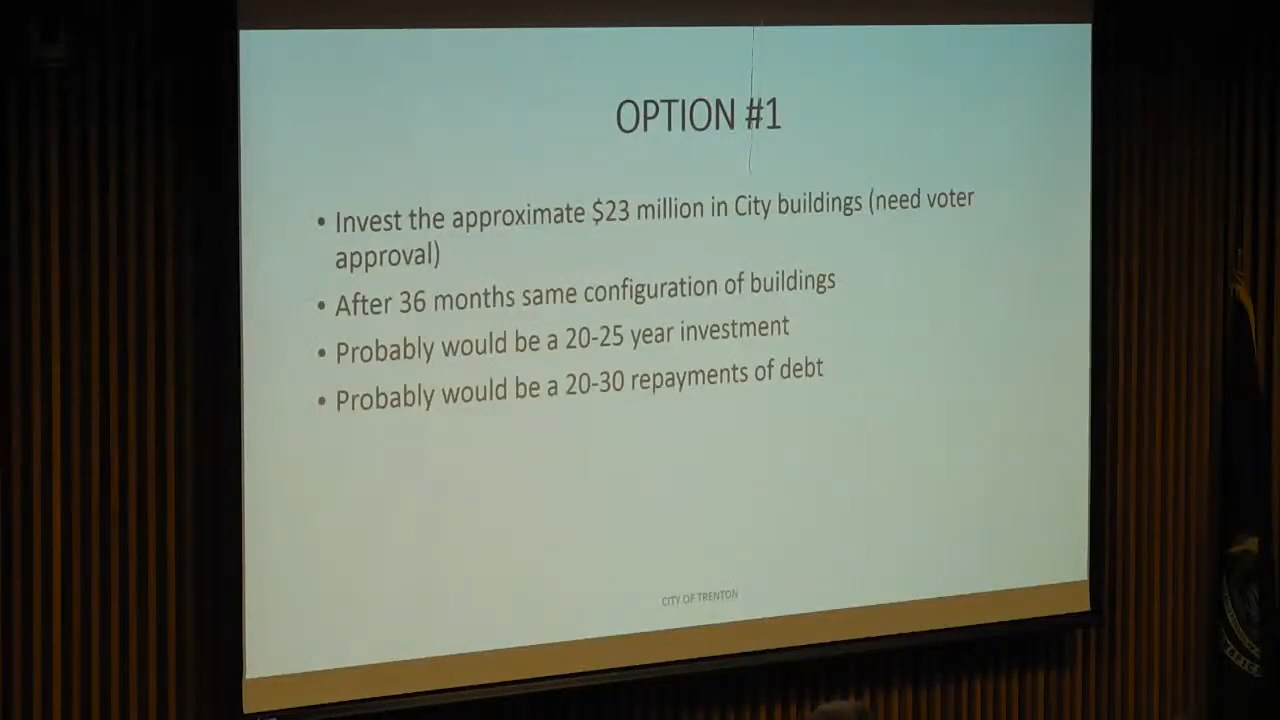 OPTION #1
• Invest the approximate $23 million in City buildings (need voter
approval)
• After 36 months same configuration of buildings
• Probably would be a 20-25 year investment
• Probably would be a 20-30 repayments of debt
CITY OF TRENTON